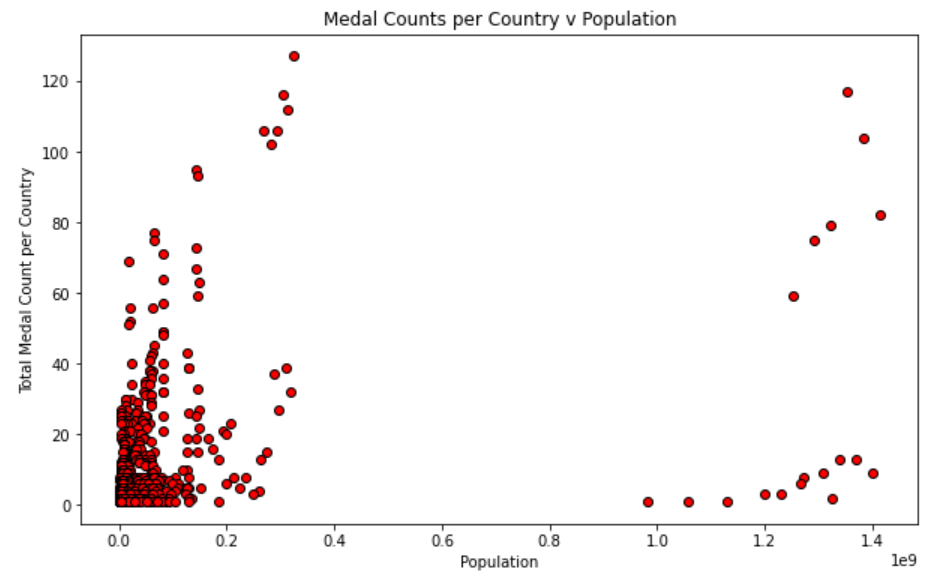 Medal Counts per Country v Population
Total Medal Count per Country
120
100
80
60
40
20
0
0.0 0.2 0.4 0.6 0.8 1.0 1.2 1.4
1e9
Population